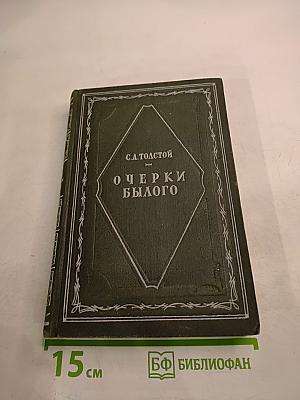 С.Л. ТОЛСТОЙ
ОЧЕРКИ
БЫЛОГО
15 см
БФ БИБЛИОФАН